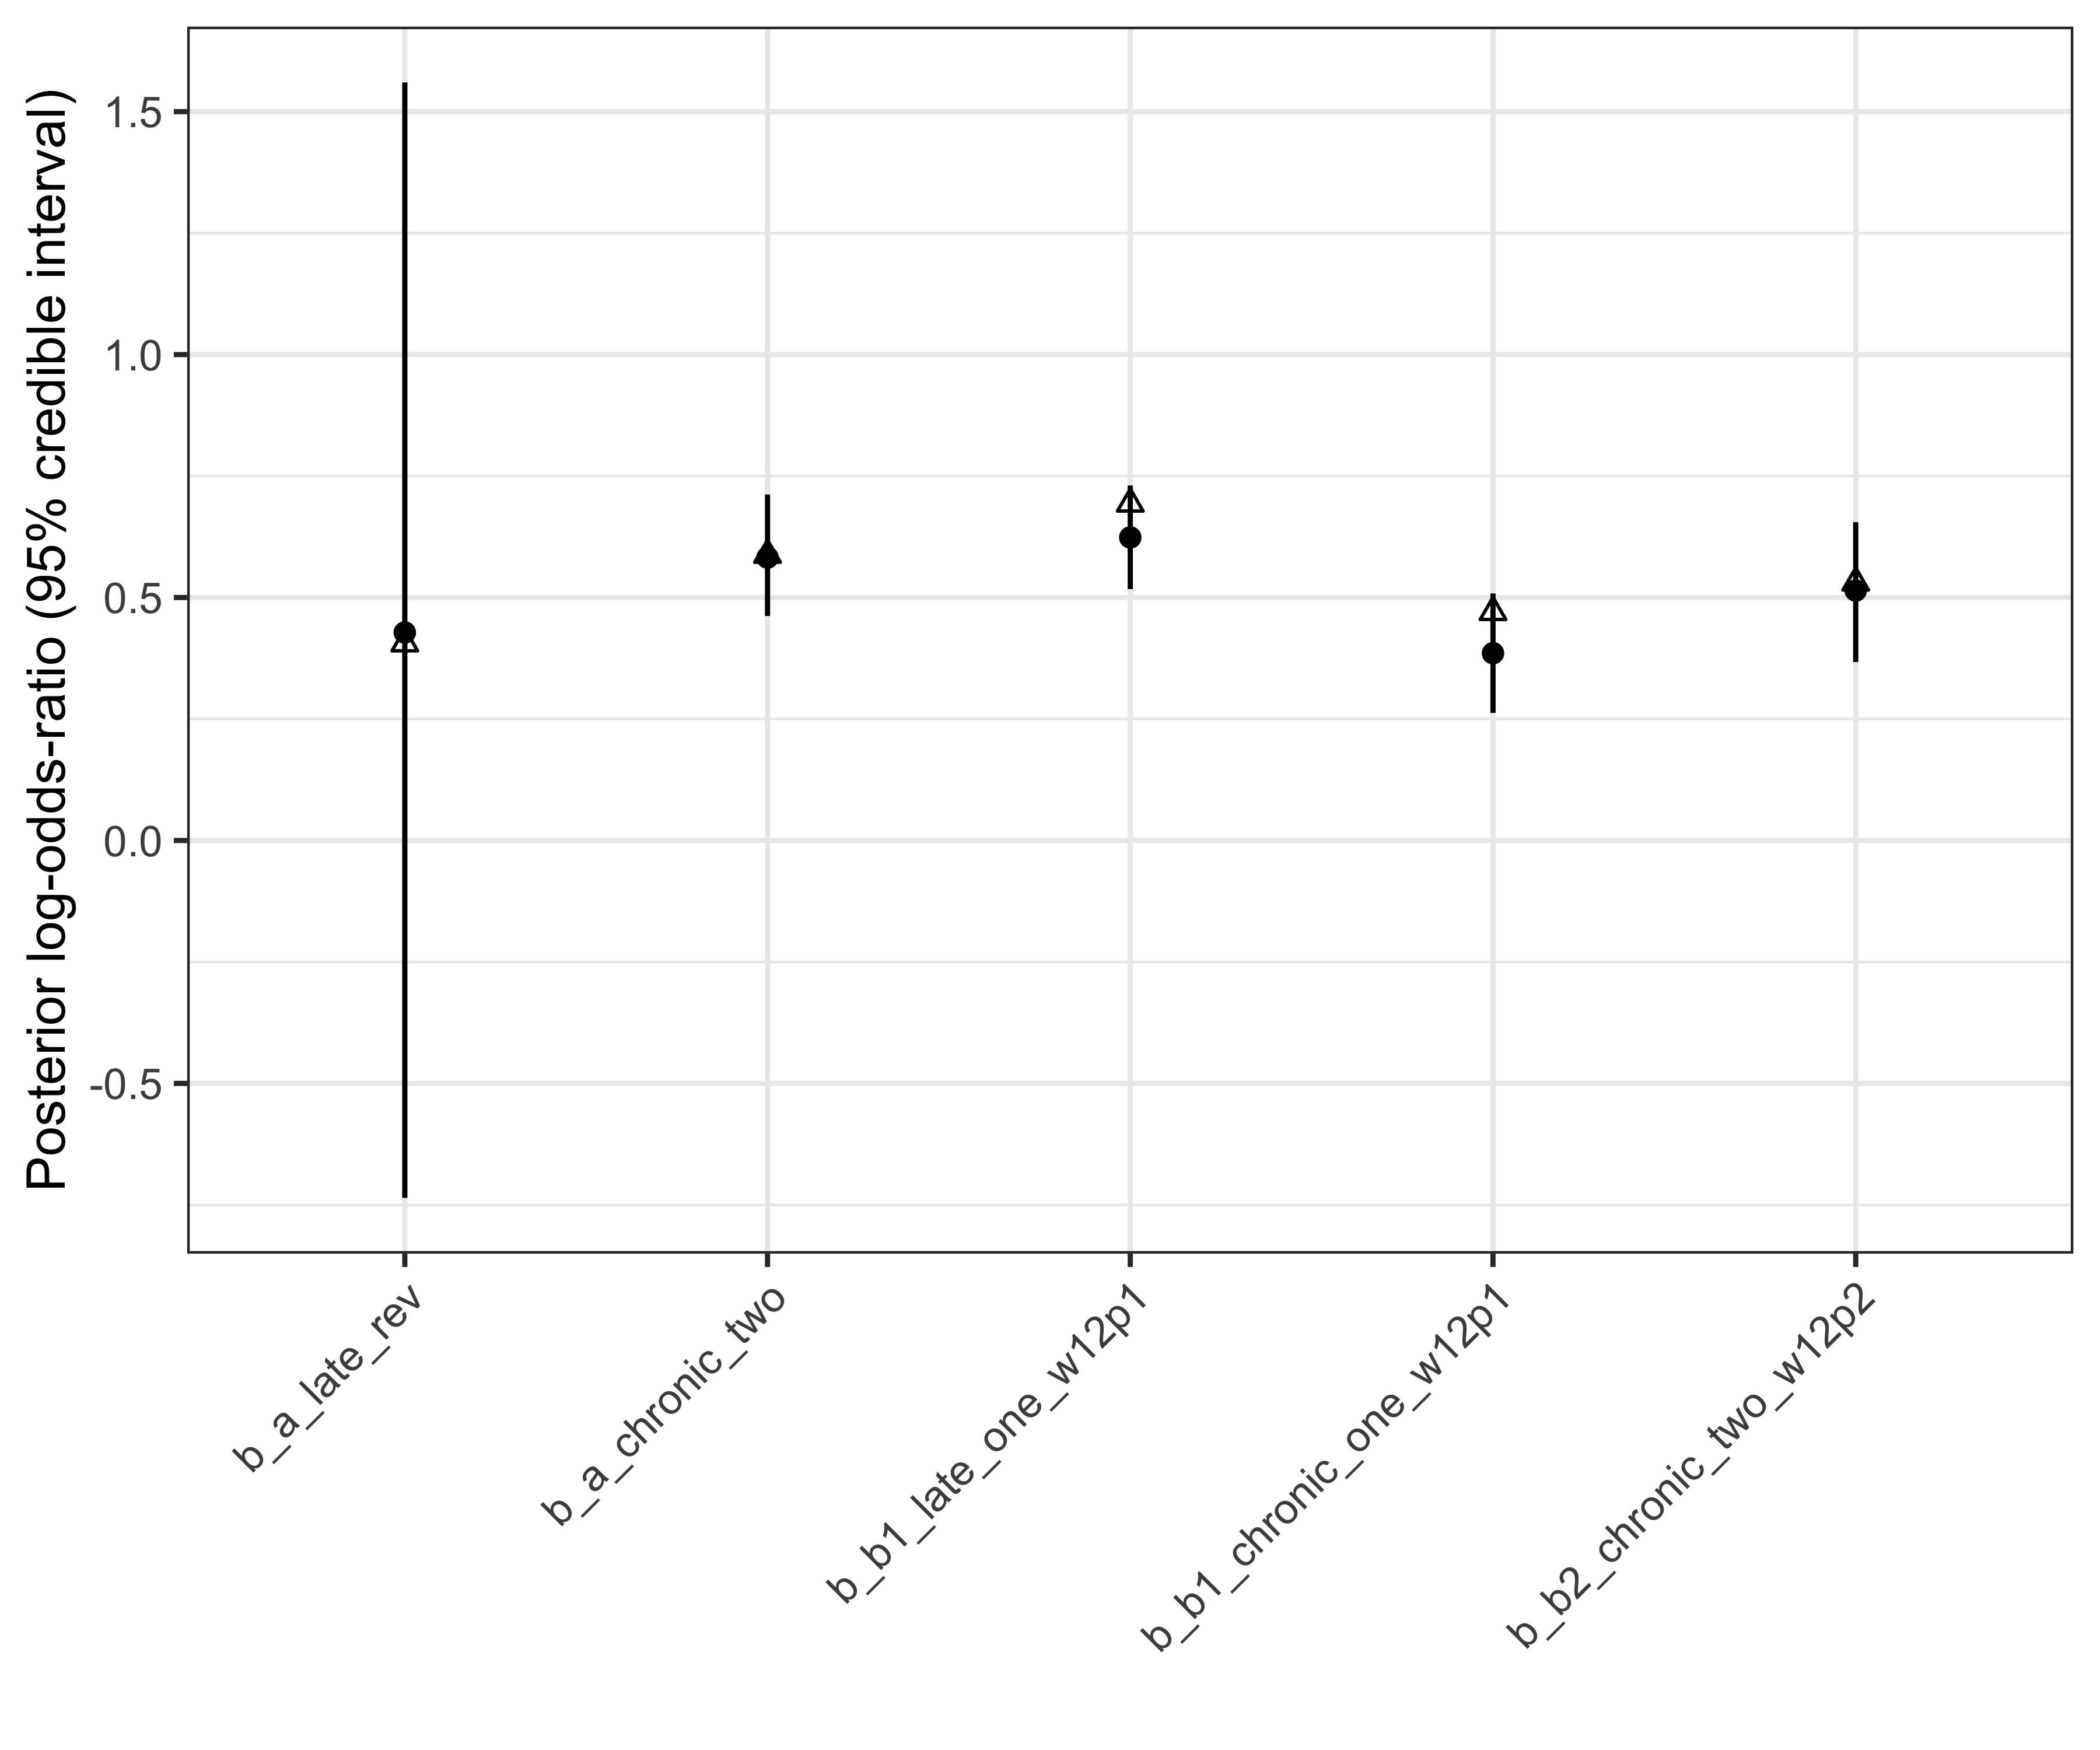 Posterior log-odds-ratio (95% credible interval)
1.5
1.0
0.5
0.0
-0.5
b_a_late_rev
b_a_chronic_two
b_b1_late_one_w12p1
b_b1_chronic_one_w12p1
b_b2_chronic_two_w12p2